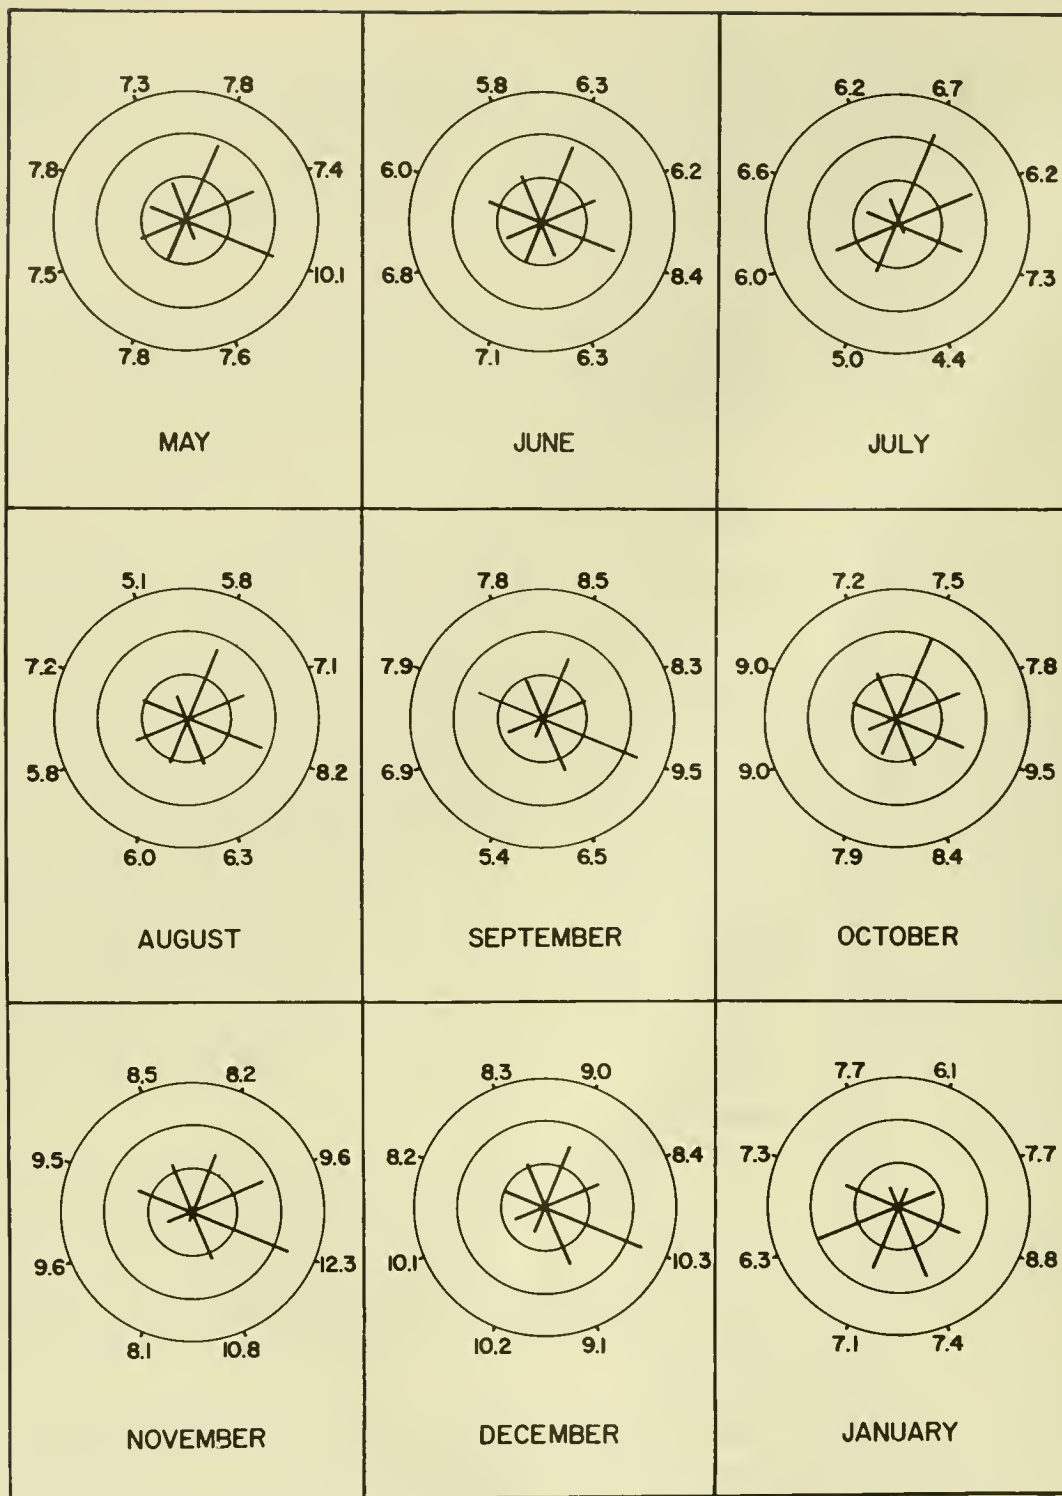 7.3 7.8 5.8 6.3 6.2 6.7
7.8 7.4 6.0 6.2 6.6 6.2
7.5 10.1 6.8 8.4 6.0 7.3
7.8 7.6 7.1 6.3 5.0 4.4
MAY JUNE JULY
5.1 5.8 7.8 8.5 7.2 7.5
7.2 7.1 7.9 8.3 9.0 7.8
5.8 8.2 6.9 9.5 9.0 9.5
6.0 6.3 5.4 6.5 7.9 8.4
AUGUST SEPTEMBER OCTOBER
8.5 8.2 8.3 9.0 7.7 6.1
9.5 9.6 8.2 8.4 7.3 7.7
9.6 12.3 10.1 10.3 6.3 8.8
8.1 10.8 10.2 9.1 7.1 7.4
NOVEMBER DECEMBER JANUARY